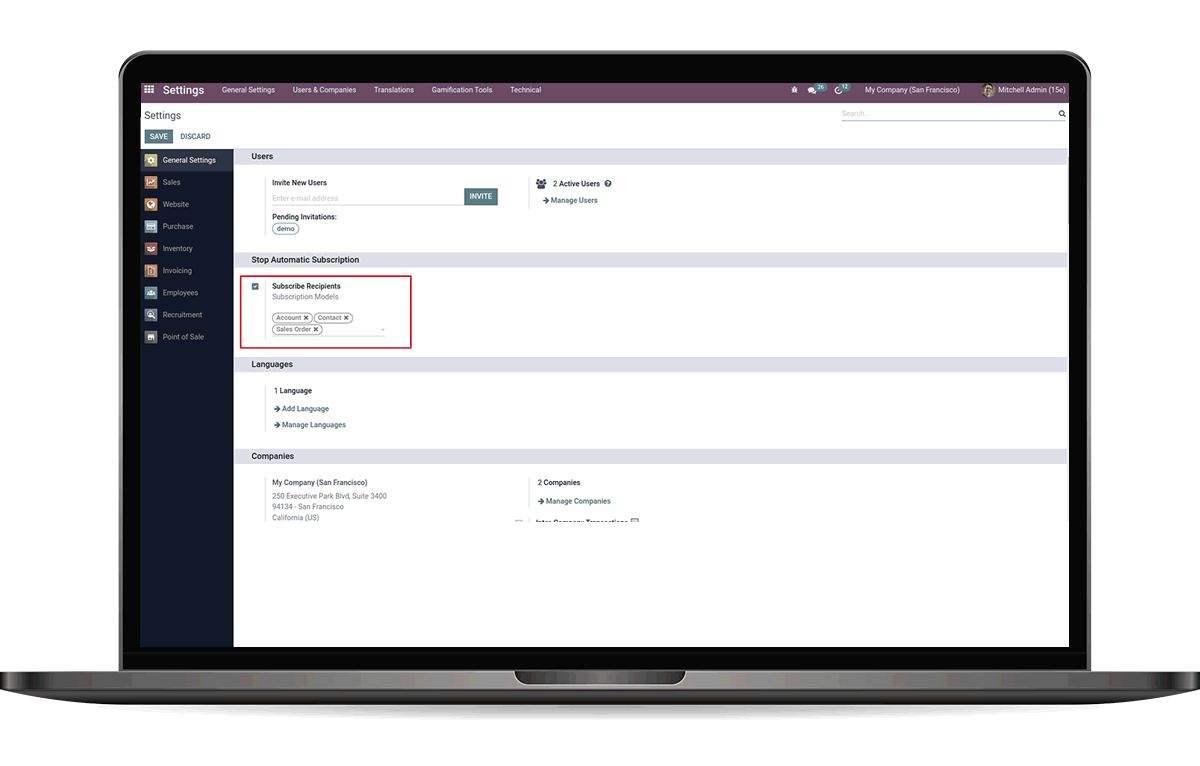 Settings General Settings Users & Companies Translations Gamification Tools Technical 26 12 My Company (San Francisco) Mitchell Admin (15e)
Settings
Search...
SAVE DISCARD
General Settings
Sales
Website
Purchase
Inventory
Invoicing
Employees
Recruitment
Point of Sale
Users
Invite New Users
Enter e-mail address
INVITE
Pending Invitations:
demo
2 Active Users
Manage Users
Stop Automatic Subscription
Subscribe Recipients
Subscription Models
Account Contact
Sales Order
Languages
1 Language
Add Language
Manage Languages
Companies
My Company (San Francisco)
250 Executive Park Blvd, Suite 3400
94134 - San Francisco
California (US)
2 Companies
Manage Companies
Inter-Company Transactions